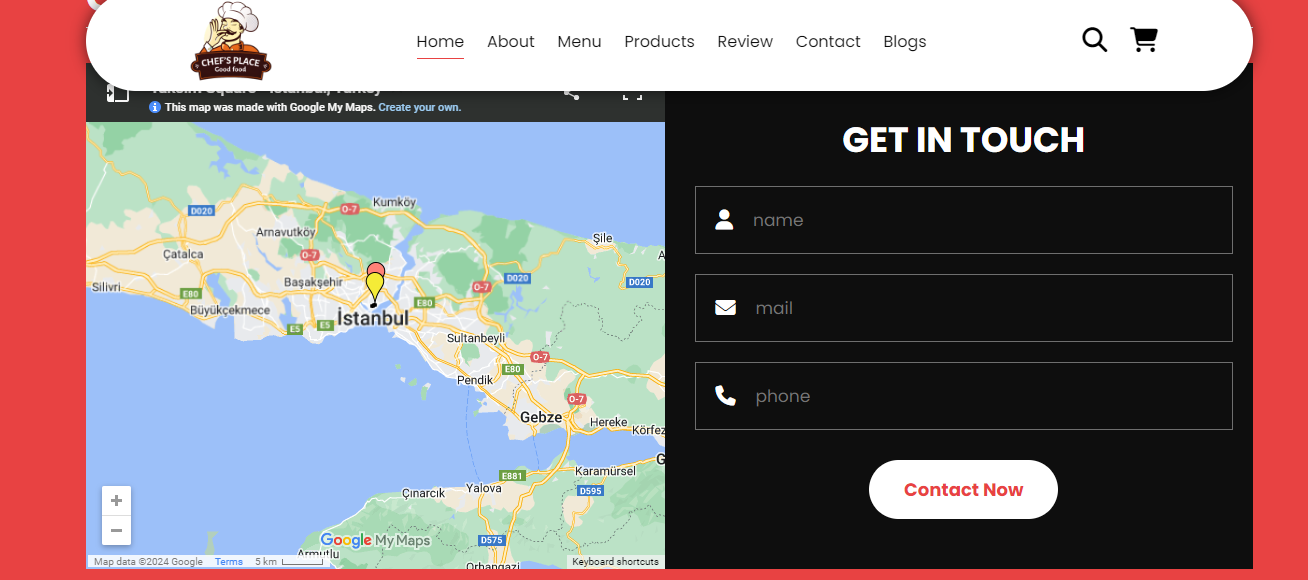 CHEF'S PLACE
Good food
Home About Menu Products Review Contact Blogs
Taksim Square - Istanbul, Turkey
This map was made with Google My Maps. Create your own.
Kumköy
D020
O-7
Arnavutköy
Şile
Çatalca
O-7
Başakşehir
O-7
D020
D020
Silivri
E80
E80
Büyükçekmece
E5
E5
İstanbul
Sultanbeyli
O-7
E80
Pendik
O-7
Gebze
Hereke
Körfez
Karamürsel
E881
Yalova
D595
Çınarcık
D575
Google My Maps
Armutlu
Orhangazi
+
−
Map data ©2024 Google Terms 5 km
Keyboard shortcuts
GET IN TOUCH
name
mail
phone
Contact Now